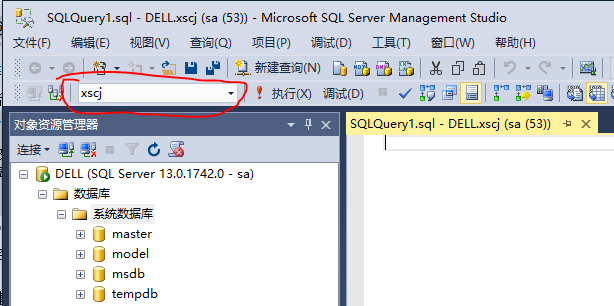 SQLQuery1.sql - DELL.xscj (sa (53)) - Microsoft SQL Server Management Studio
文件(F) 编辑(E) 视图(V) 查询(Q) 项目(P) 调试(D) 工具(T) 窗口(W) 帮助(H)
新建查询(N)
xscj 执行(X) 调试(D)
对象资源管理器
SQLQuery1.sql - DELL.xscj (sa (53))
连接
DELL (SQL Server 13.0.1742.0 - sa)
数据库
系统数据库
master
model
msdb
tempdb